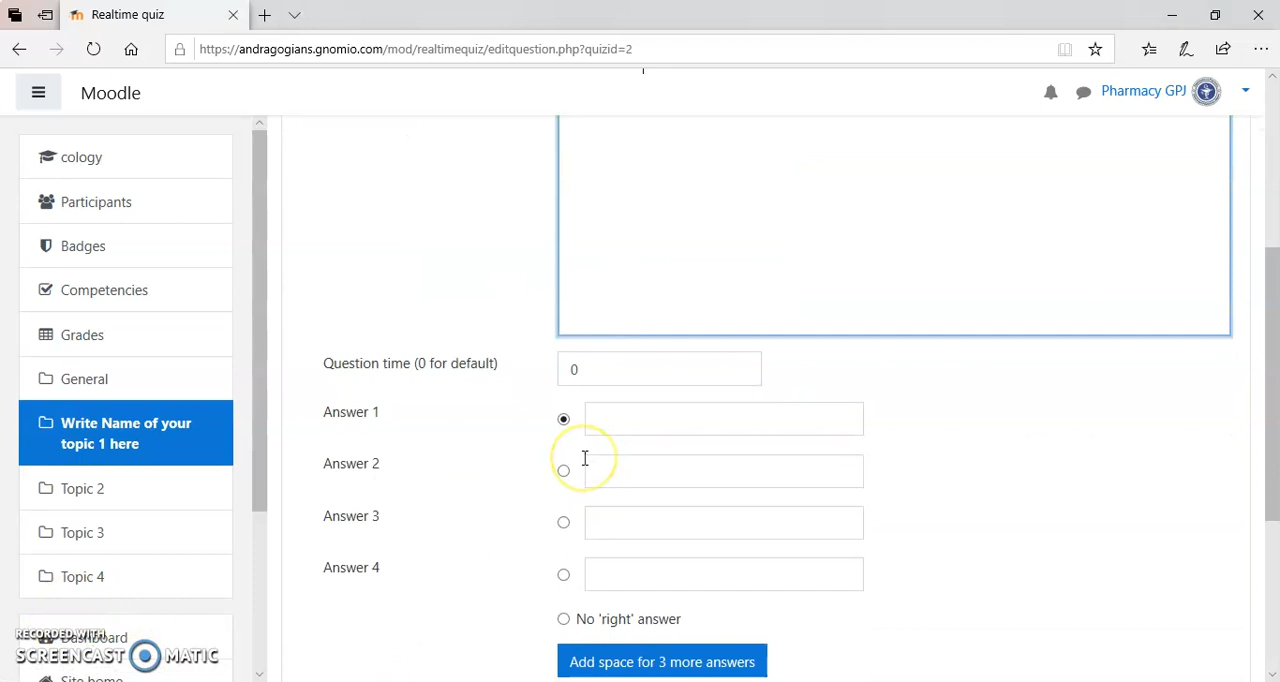 Realtime quiz
https://andragogians.gnomio.com/mod/realtimequiz/editquestion.php?quizid=2
Moodle
Pharmacy GPJ
cology
Participants
Badges
Competencies
Grades
General
Write Name of your
topic 1 here
Topic 2
Topic 3
Topic 4
Dashboard
Site home
Question time (0 for default)
0
Answer 1
Answer 2
Answer 3
Answer 4
No 'right' answer
Add space for 3 more answers
RECORDED WITH
SCREENCAST MATIC